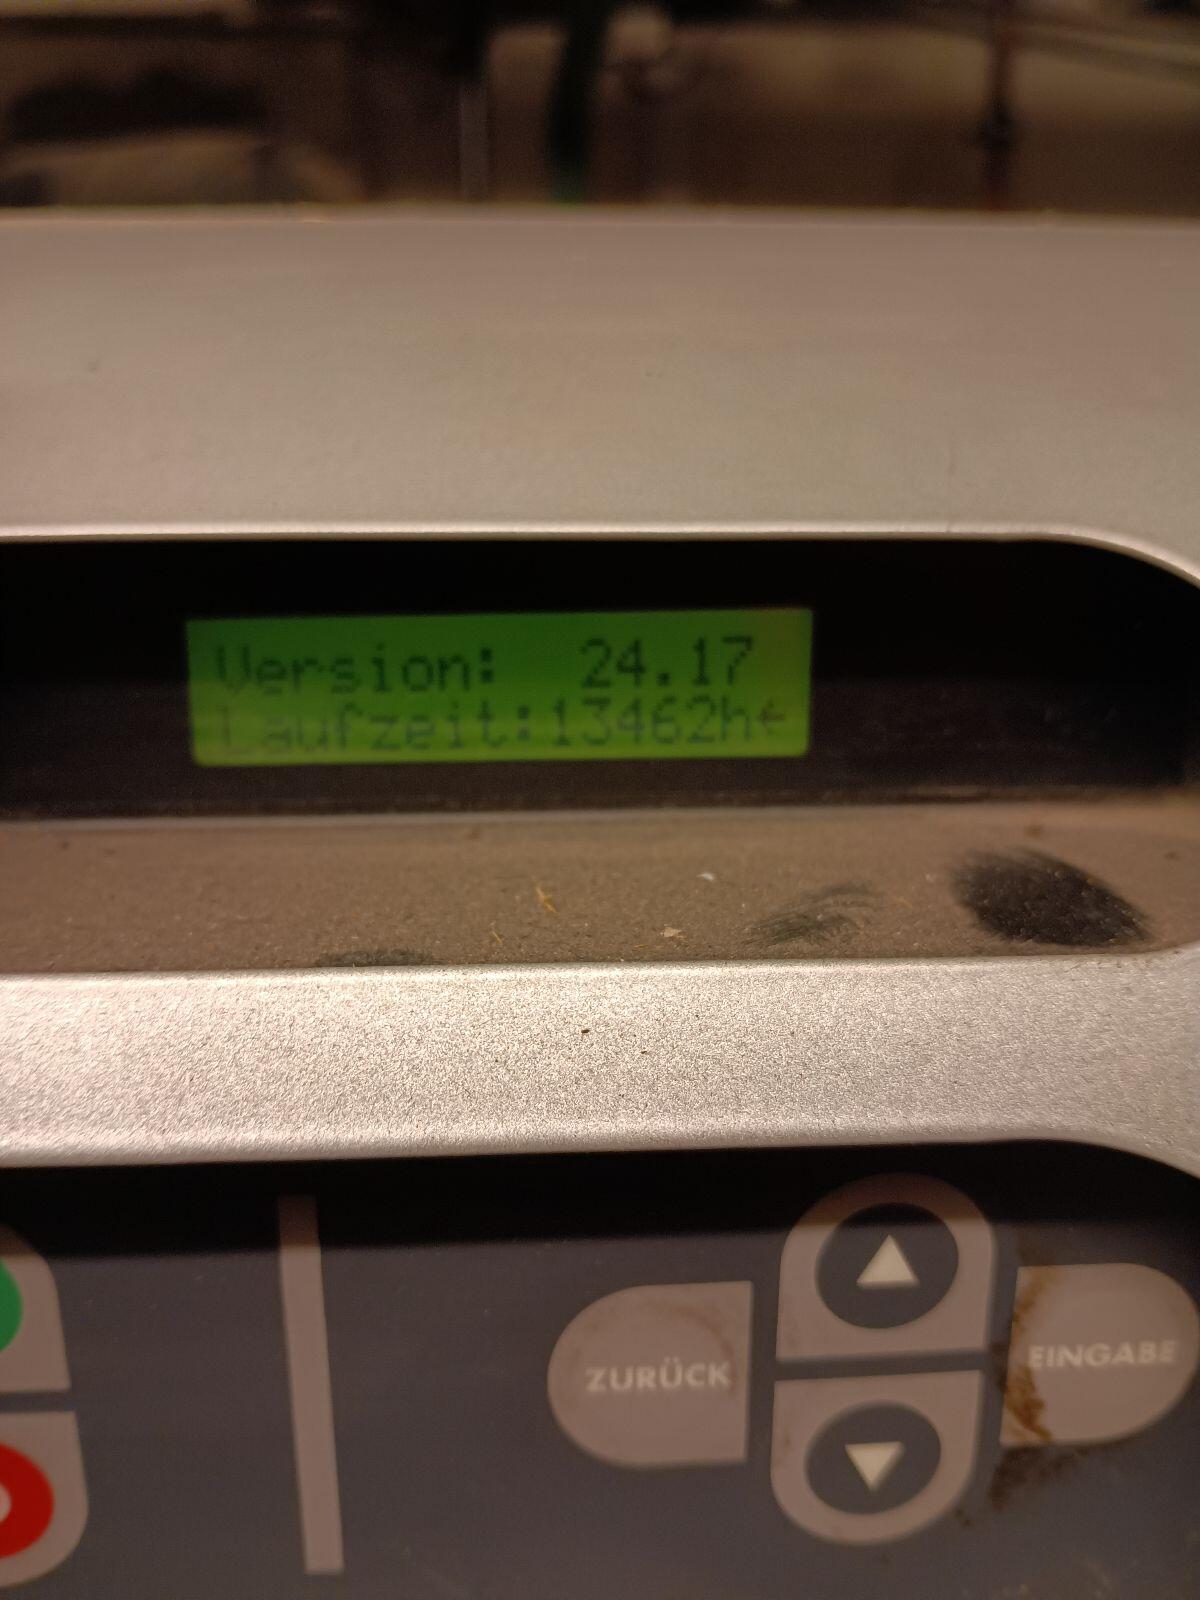 Version: 24.17
Laufzeit:13462h←
ZURÜCK
EINGABE